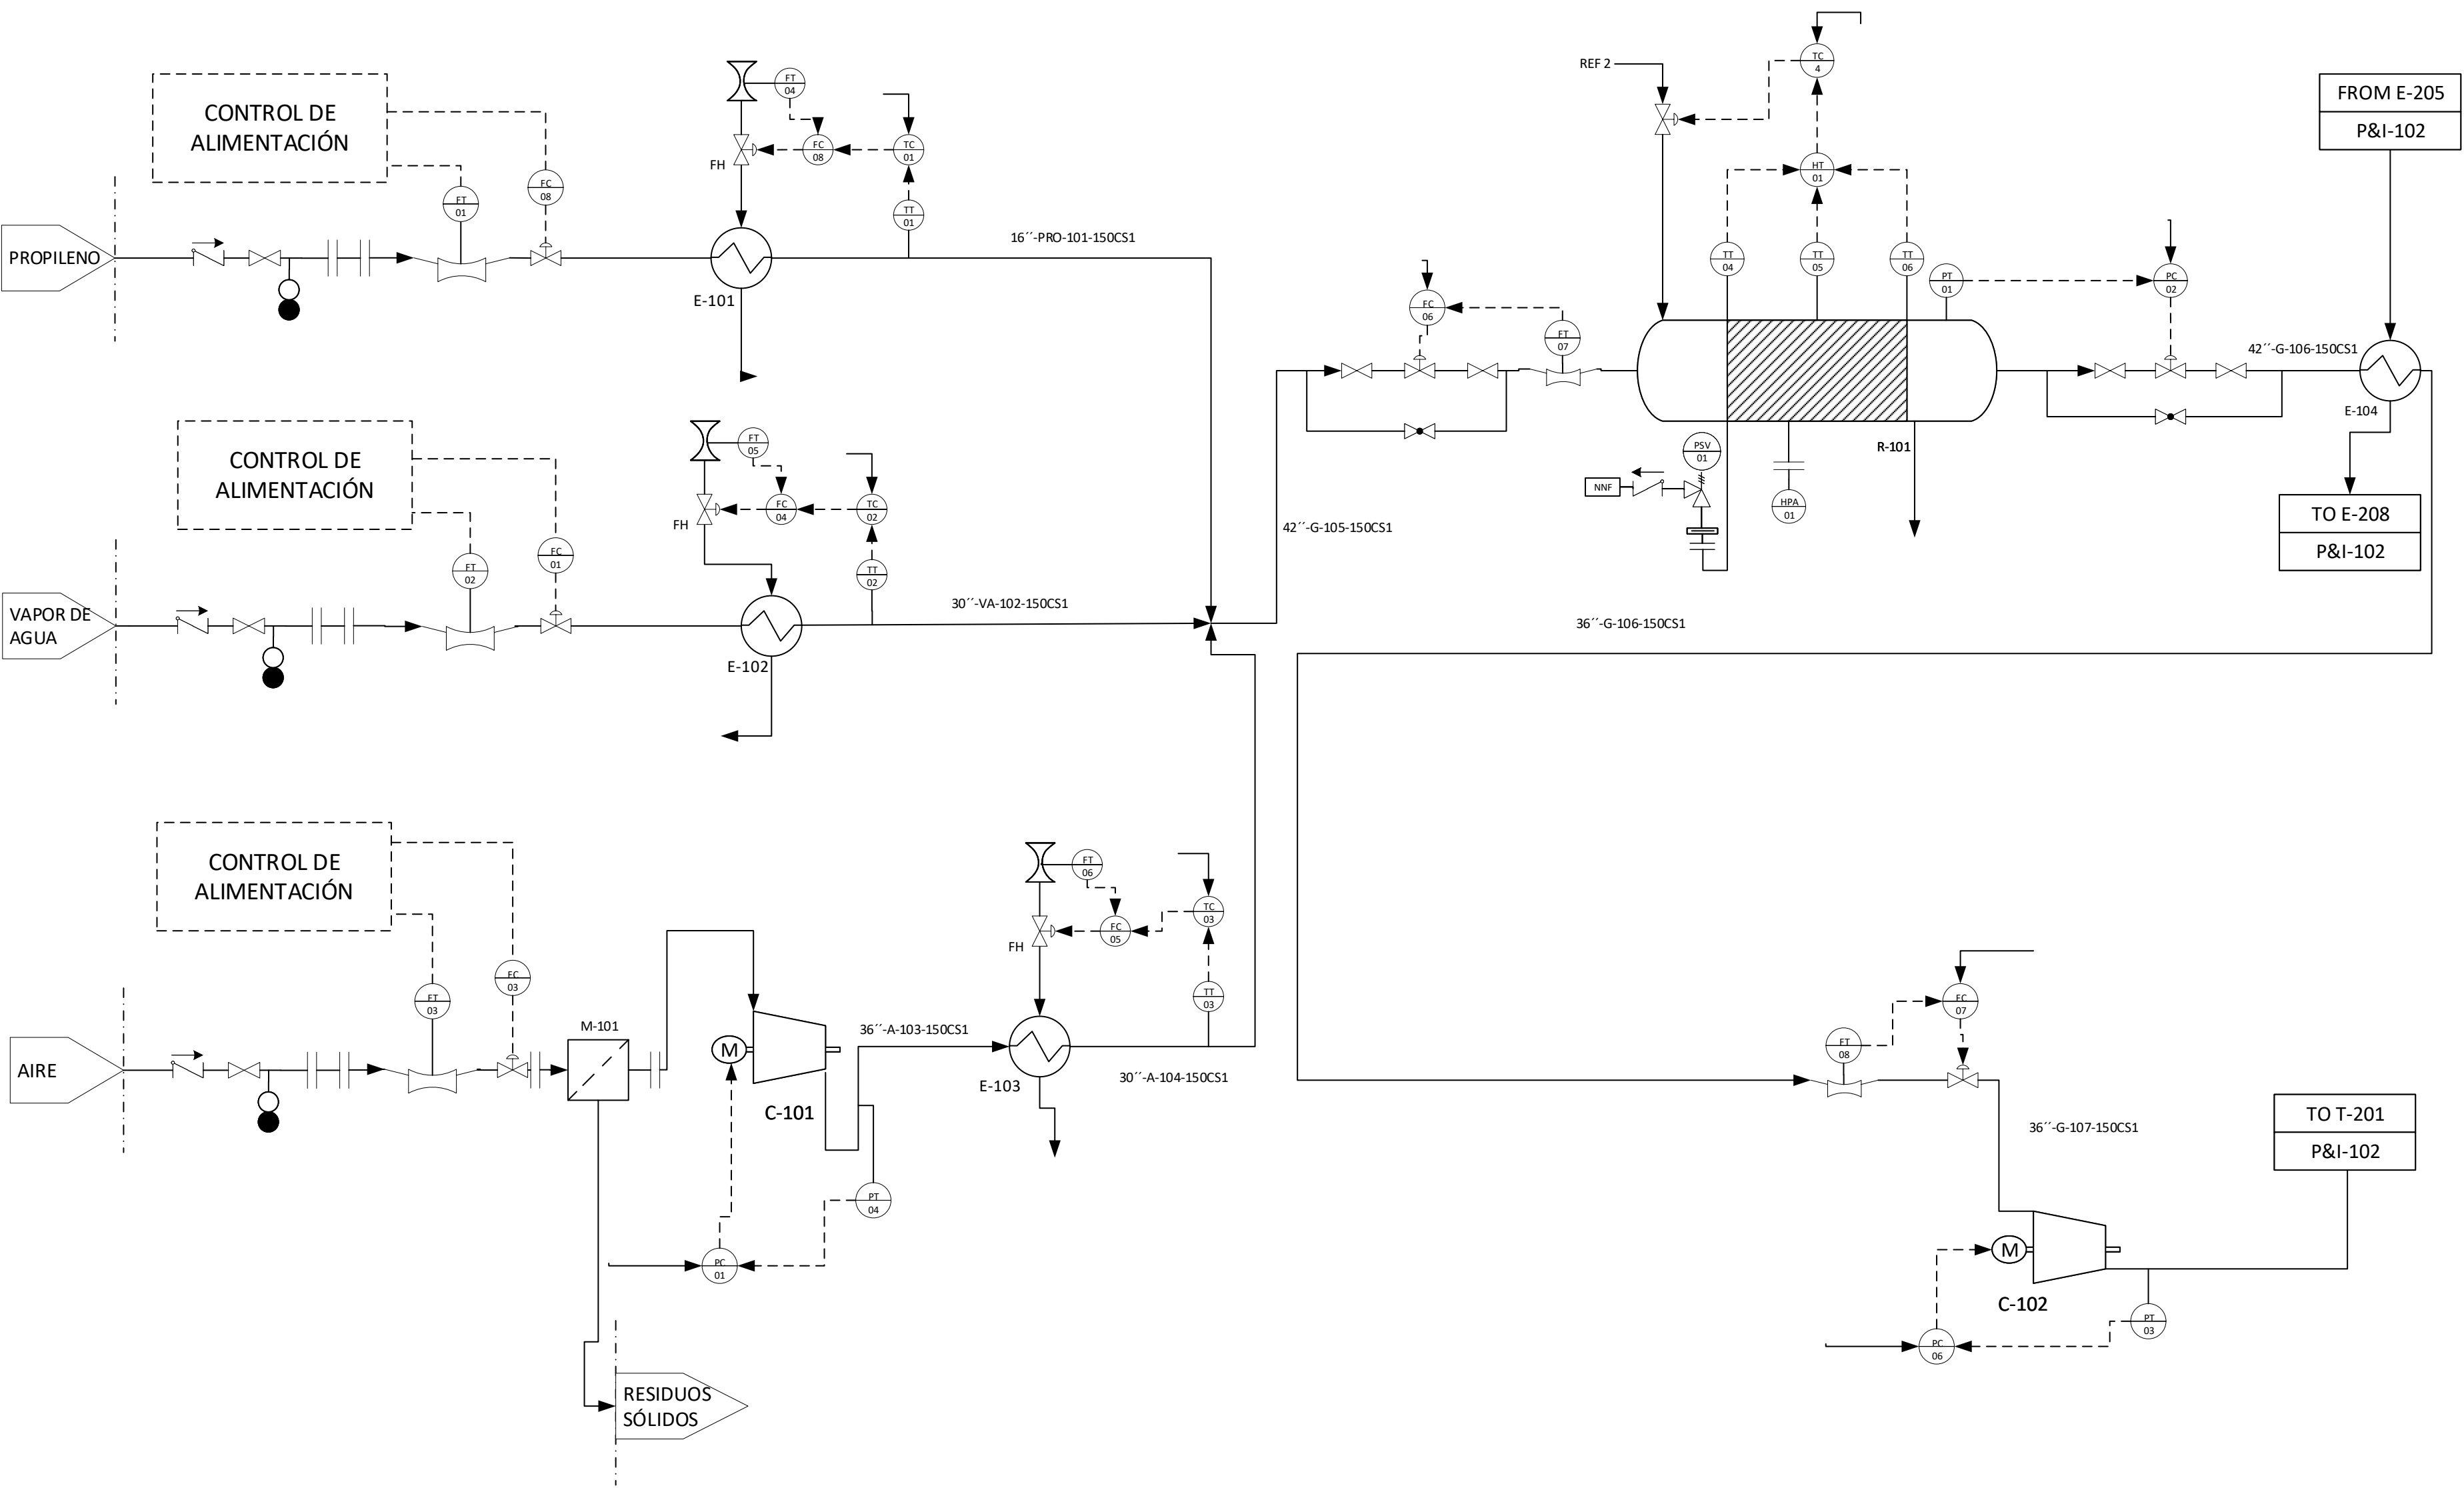 CONTROL DE
ALIMENTACIÓN
PROPILENO
FT
01
FC
08
FT
04
FC
08
TC
01
TT
01
FH
E-101
16´´-PRO-101-150CS1
REF 2
TC
4
HT
01
TT
04
TT
05
TT
06
PT
01
PC
02
FC
06
FT
07
FROM E-205
P&I-102
42´´-G-106-150CS1
E-104
R-101
PSV
01
NNF
HPA
01
TO E-208
P&I-102
42´´-G-105-150CS1
36´´-G-106-150CS1
CONTROL DE
ALIMENTACIÓN
VAPOR DE
AGUA
FT
02
FC
01
FT
05
FC
04
TC
02
TT
02
FH
E-102
30´´-VA-102-150CS1
CONTROL DE
ALIMENTACIÓN
AIRE
FT
03
FC
03
M-101
M
C-101
36´´-A-103-150CS1
FT
06
FC
05
TC
03
TT
03
FH
E-103
30´´-A-104-150CS1
PT
04
PC
01
RESIDUOS
SÓLIDOS
FT
08
FC
07
36´´-G-107-150CS1
TO T-201
P&I-102
M
C-102
PT
03
PC
06